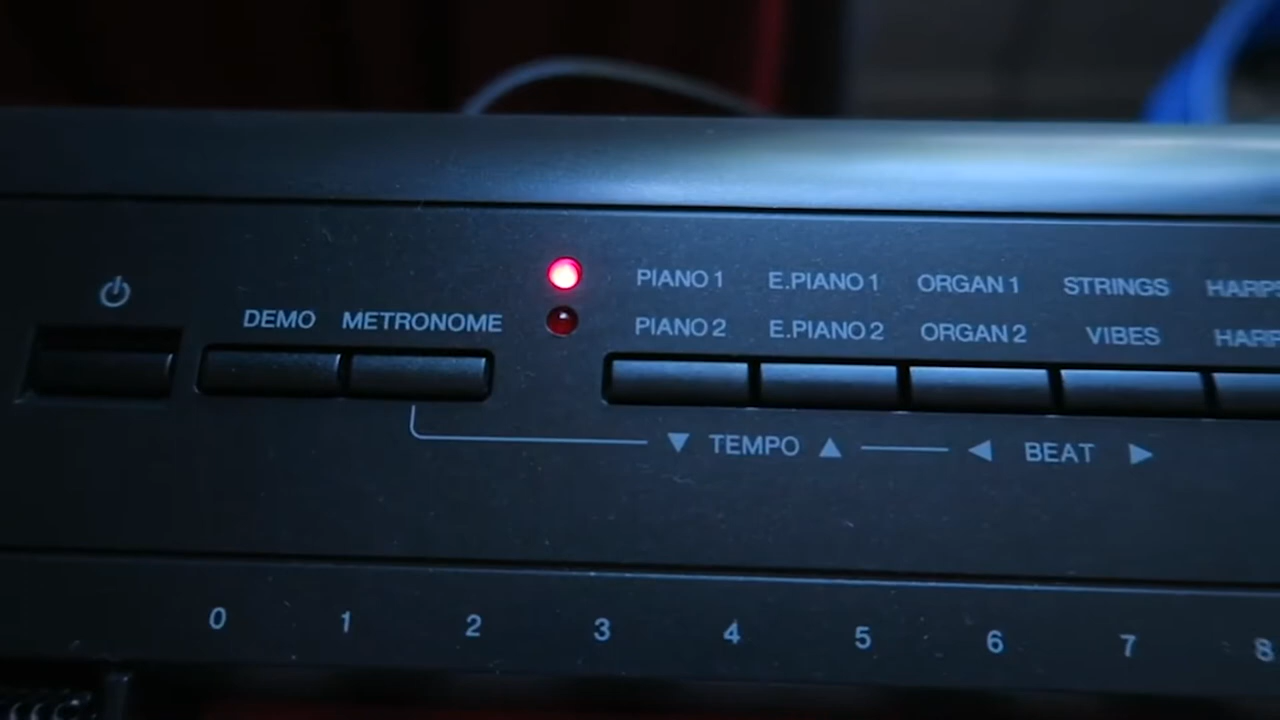 PIANO 1 E.PIANO 1 ORGAN 1 STRINGS
DEMO METRONOME PIANO 2 E.PIANO 2 ORGAN 2 VIBES
▼ TEMPO ▲ ◀ BEAT ▶
0 1 2 3 4 5 6 7 8